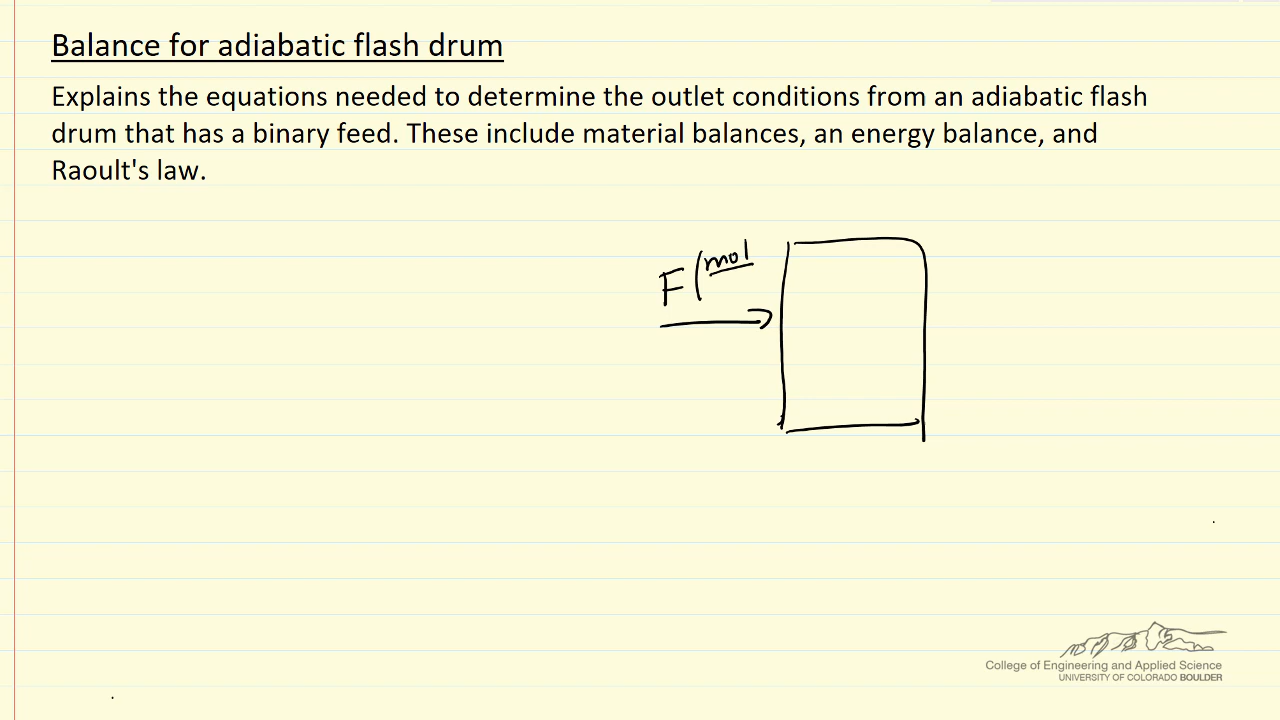 Balance for adiabatic flash drum
Explains the equations needed to determine the outlet conditions from an adiabatic flash
drum that has a binary feed. These include material balances, an energy balance, and
Raoult's law.
F (mol
College of Engineering and Applied Science
UNIVERSITY OF COLORADO BOULDER